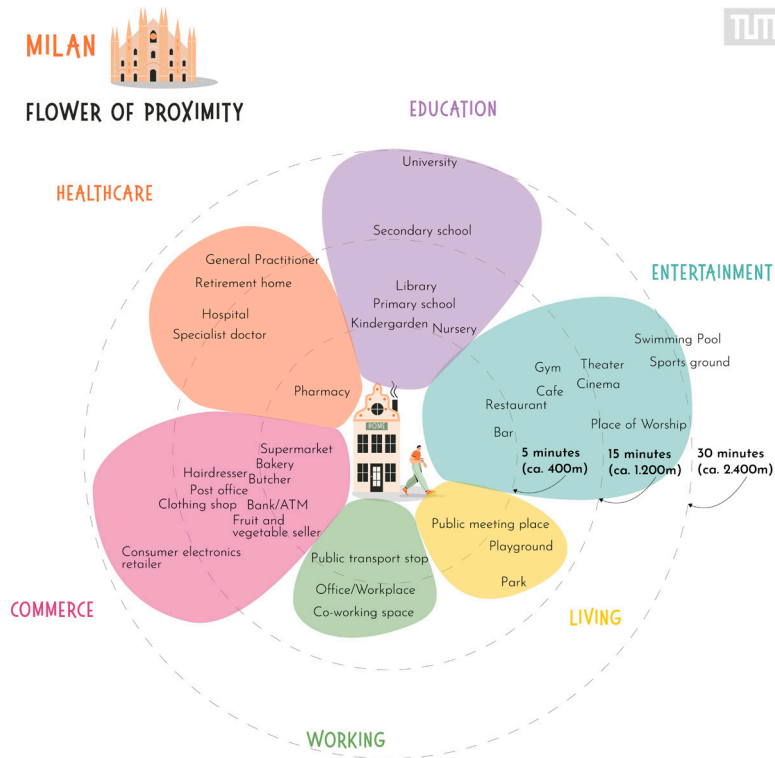 MILAN
FLOWER OF PROXIMITY
EDUCATION
University
Secondary school
Library
Primary school
Kindergarden
Nursery
HEALTHCARE
General Practitioner
Retirement home
Hospital
Specialist doctor
Pharmacy
ENTERTAINMENT
Swimming Pool
Sports ground
Gym
Theater
Cafe
Cinema
Restaurant
Bar
Place of Worship
5 minutes
(ca. 400m)
15 minutes
(ca. 1.200m)
30 minutes
(ca. 2.400m)
HOME
Supermarket
Bakery
Hairdresser
Butcher
Post office
Clothing shop
Bank/ATM
Fruit and
vegetable seller
Consumer electronics
retailer
COMMERCE
Public meeting place
Playground
Park
LIVING
Public transport stop
Office/Workplace
Co-working space
WORKING